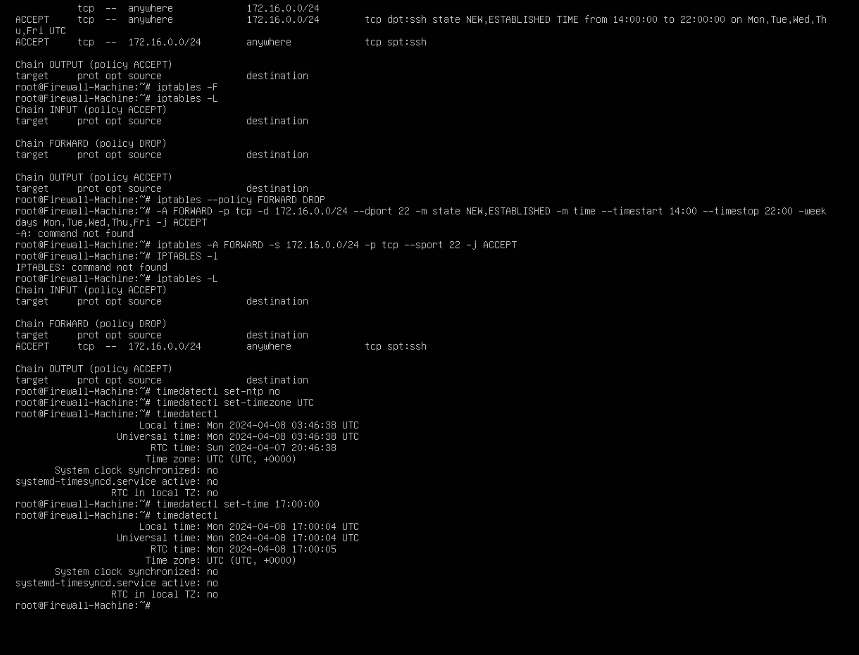 tcp  --  anywhere             172.16.0.0/24
ACCEPT     tcp  --  anywhere             172.16.0.0/24        tcp dpt:ssh state NEW,ESTABLISHED TIME from 14:00:00 to 22:00:00 on Mon,Tue,Wed,Th
u,Fri UTC
ACCEPT     tcp  --  172.16.0.0/24        anywhere             tcp spt:ssh
Chain OUTPUT (policy ACCEPT)
target     prot opt source               destination
root@Firewall-Machine:~# iptables -F
root@Firewall-Machine:~# iptables -L
Chain INPUT (policy ACCEPT)
target     prot opt source               destination
Chain FORWARD (policy DROP)
target     prot opt source               destination
Chain OUTPUT (policy ACCEPT)
target     prot opt source               destination
root@Firewall-Machine:~# iptables --policy FORWARD DROP
root@Firewall-Machine:~# -A FORWARD -p tcp -d 172.16.0.0/24 --dport 22 -m state NEW,ESTABLISHED -m time --timestart 14:00 --timestop 22:00 -week
days Mon,Tue,Wed,Thu,Fri -j ACCEPT
-A: command not found
root@Firewall-Machine:~# iptables -A FORWARD -s 172.16.0.0/24 -p tcp --sport 22 -j ACCEPT
root@Firewall-Machine:~# IPTABLES -l
IPTABLES: command not found
root@Firewall-Machine:~# iptables -L
Chain INPUT (policy ACCEPT)
target     prot opt source               destination
Chain FORWARD (policy DROP)
target     prot opt source               destination
ACCEPT     tcp  --  172.16.0.0/24        anywhere             tcp spt:ssh
Chain OUTPUT (policy ACCEPT)
target     prot opt source               destination
root@Firewall-Machine:~# timedatectl set-ntp no
root@Firewall-Machine:~# timedatectl set-timezone UTC
root@Firewall-Machine:~# timedatectl
Local time: Mon 2024-04-08 03:46:38 UTC
Universal time: Mon 2024-04-08 03:46:38 UTC
RTC time: Sun 2024-04-07 20:46:38
Time zone: UTC (UTC, +0000)
System clock synchronized: no
systemd-timesyncd.service active: no
RTC in local TZ: no
root@Firewall-Machine:~# timedatectl set-time 17:00:00
root@Firewall-Machine:~# timedatectl
Local time: Mon 2024-04-08 17:00:04 UTC
Universal time: Mon 2024-04-08 17:00:04 UTC
RTC time: Mon 2024-04-08 17:00:05
Time zone: UTC (UTC, +0000)
System clock synchronized: no
systemd-timesyncd.service active: no
RTC in local TZ: no
root@Firewall-Machine:~#